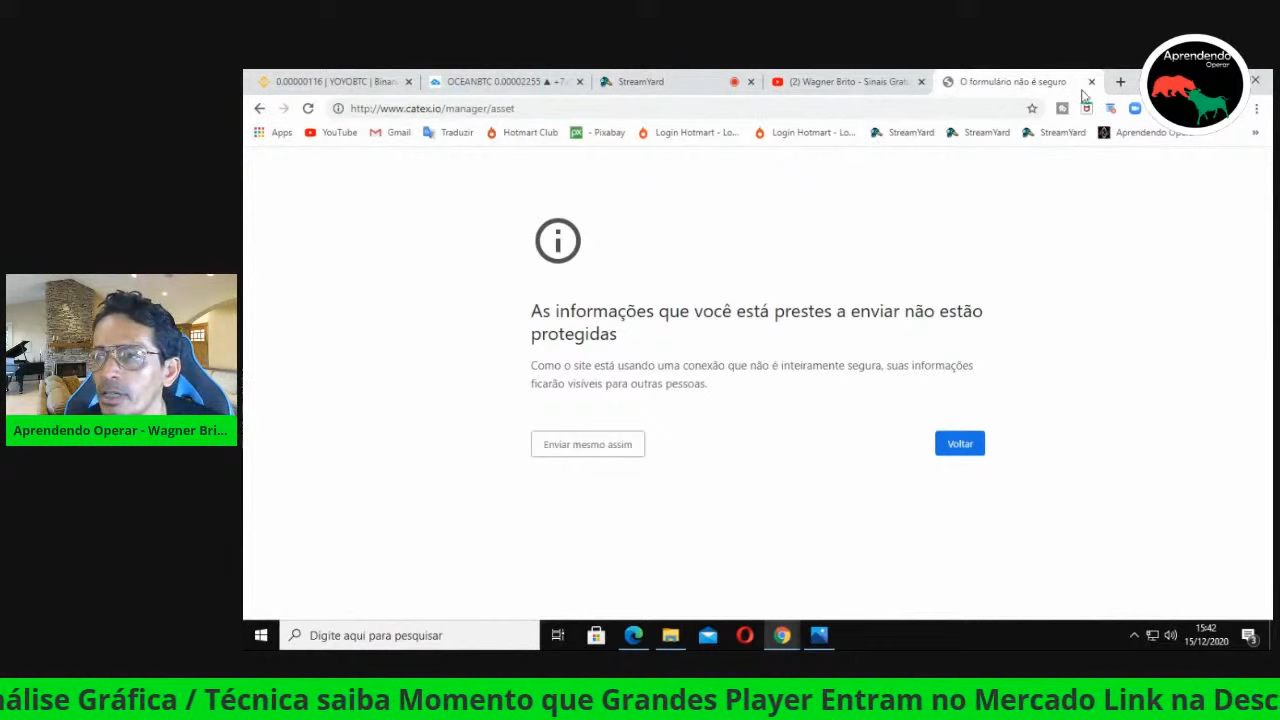 Aprendendo
Operar
0.00000116 | YOYOBTC | Binan
OCEANBTC 0.00002255 ▲ +7.
StreamYard
(2) Wagner Brito - Sinais Grat
O formulário não é seguro
http://www.catex.io/manager/asset
Apps
YouTube
Gmail
Traduzir
Hotmart Club
- Pixabay
Login Hotmart - Lo...
Login Hotmart - Lo...
StreamYard
StreamYard
StreamYard
Aprendendo
As informações que você está prestes a enviar não estão
protegidas
Como o site está usando uma conexão que não é inteiramente segura, suas informações
ficarão visíveis para outras pessoas.
Enviar mesmo assim
Voltar
Aprendendo Operar - Wagner Bri...
Digite aqui para pesquisar
15:42
15/12/2020
3
nálise Gráfica / Técnica saiba Momento que Grandes Player Entram no Mercado Link na Desc